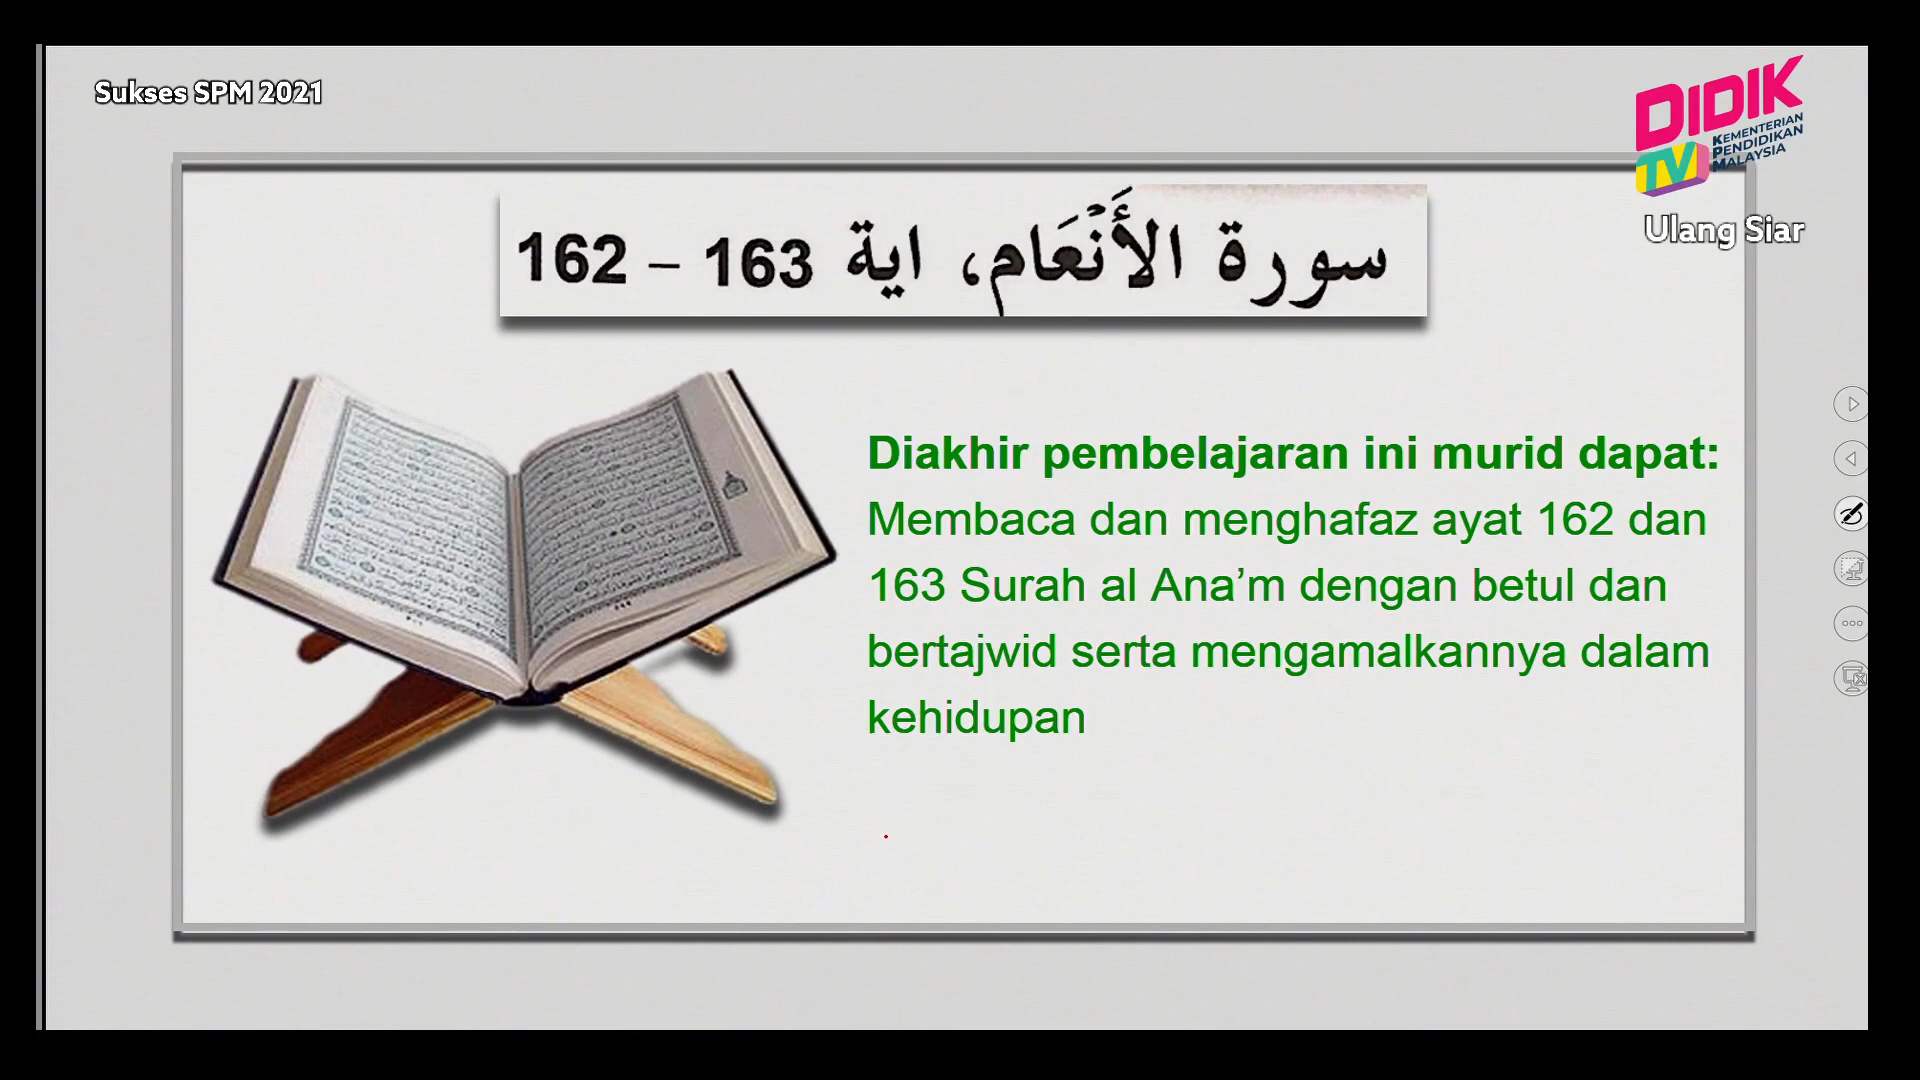 Sukses SPM 2021
DIDIK
TV
KEMENTERIAN
PENDIDIKAN
MALAYSIA
Ulang Siar
سورة الأَنْعَام، اية 163 – 162
Diakhir pembelajaran ini murid dapat:
Membaca dan menghafaz ayat 162 dan
163 Surah al Ana’m dengan betul dan
bertajwid serta mengamalkannya dalam
kehidupan